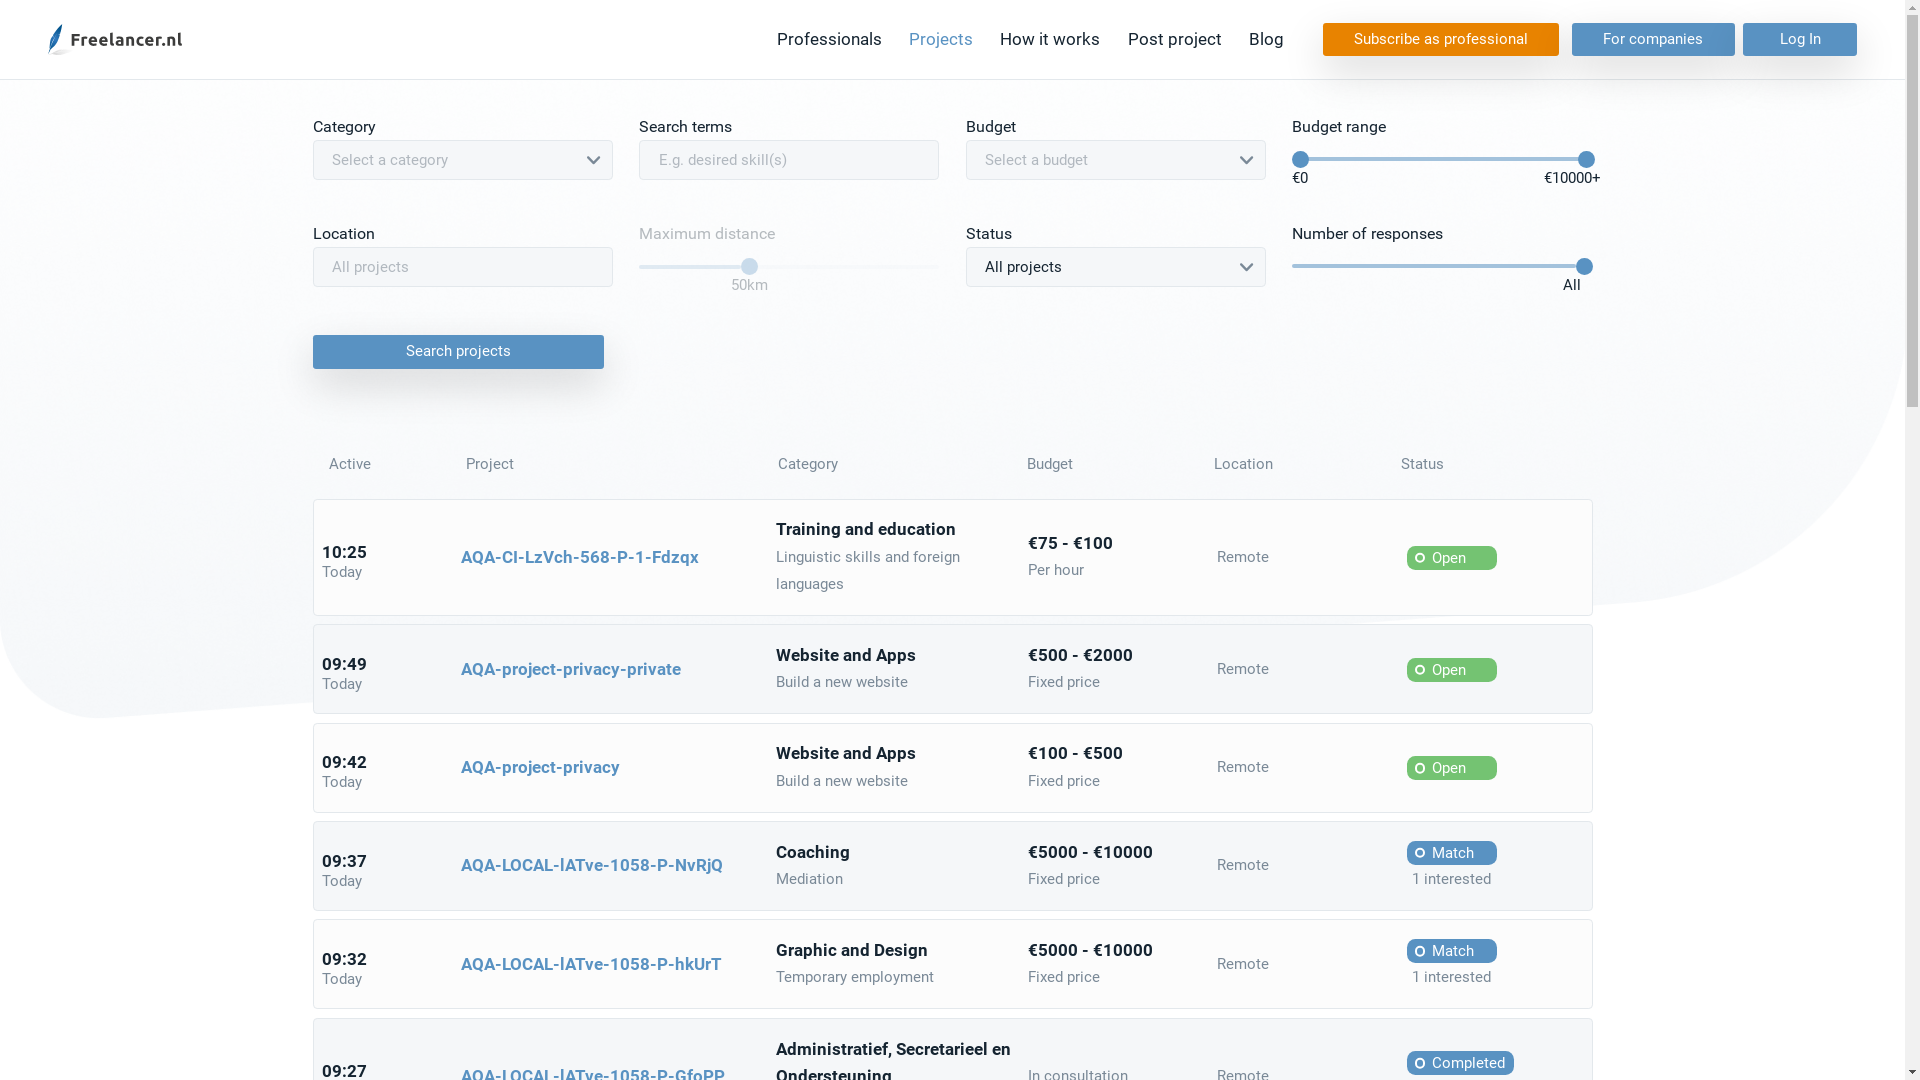 Freelancer.nl
Professionals Projects How it works Post project Blog Subscribe as professional For companies Log In
Category Search terms Budget Budget range
Select a category E.g. desired skill(s) Select a budget
€0 €10000+
Location Maximum distance Status Number of responses
All projects All projects
50km All
Search projects
Active Project Category Budget Location Status
10:25
Today
AQA-CI-LzVch-568-P-1-Fdzqx
Training and education
Linguistic skills and foreign
languages
€75 - €100
Per hour
Remote
Open
09:49
Today
AQA-project-privacy-private
Website and Apps
Build a new website
€500 - €2000
Fixed price
Remote
Open
09:42
Today
AQA-project-privacy
Website and Apps
Build a new website
€100 - €500
Fixed price
Remote
Open
09:37
Today
AQA-LOCAL-lATve-1058-P-NvRjQ
Coaching
Mediation
€5000 - €10000
Fixed price
Remote
Match
1 interested
09:32
Today
AQA-LOCAL-lATve-1058-P-hkUrT
Graphic and Design
Temporary employment
€5000 - €10000
Fixed price
Remote
Match
1 interested
09:27
AQA-LOCAL-lATve-1058-P-GfoPP
Administratief, Secretarieel en
Ondersteuning
In consultation
Remote
Completed